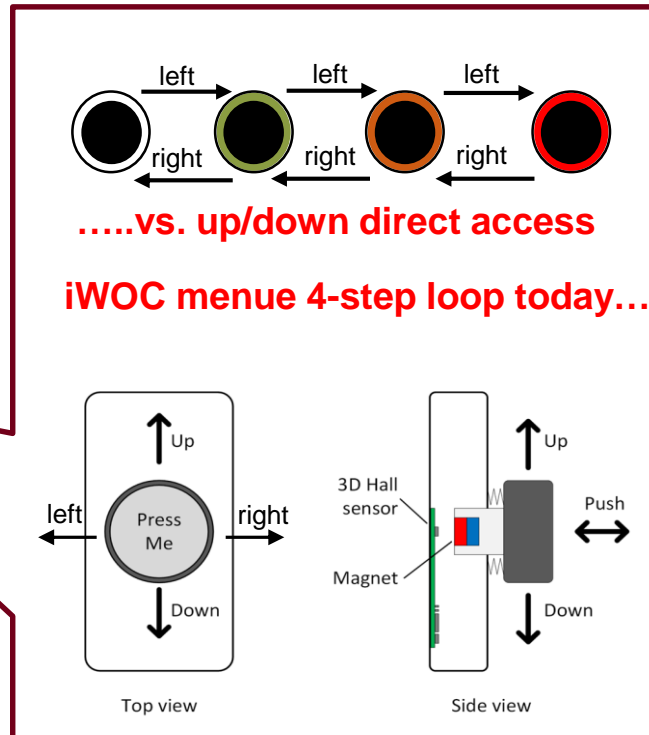 left left left
right right right
…..vs. up/down direct access
iWOC menue 4-step loop today…
Up
left Press Me right
Down
Top view
3D Hall sensor
Magnet
Up
Push
Down
Side view